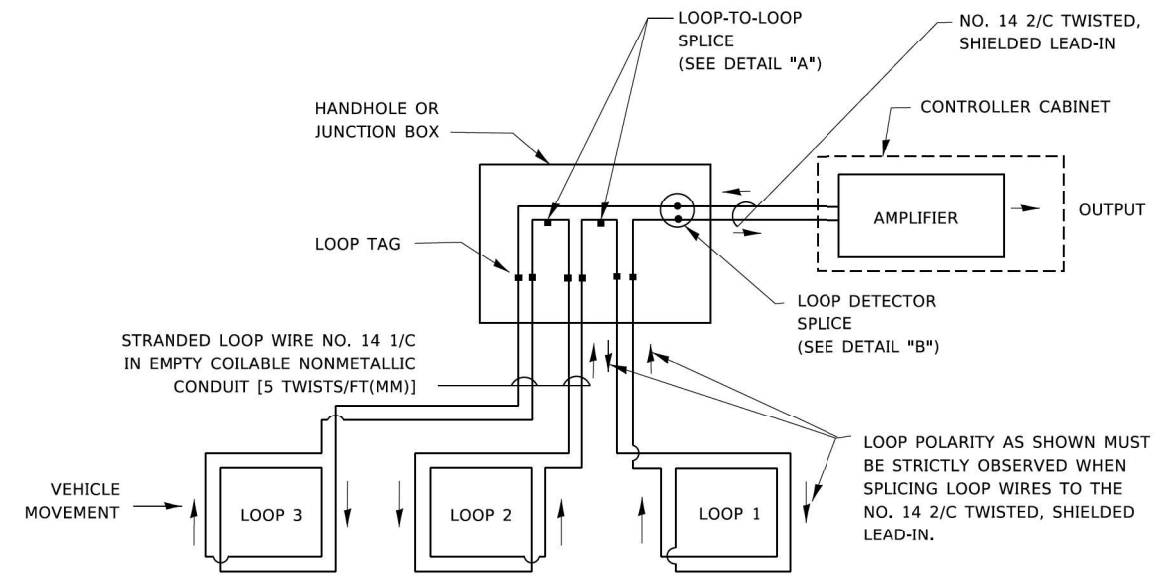 LOOP-TO-LOOP
SPLICE
(SEE DETAIL "A")
NO. 14 2/C TWISTED,
SHIELDED LEAD-IN
HANDHOLE OR
JUNCTION BOX
CONTROLLER CABINET
AMPLIFIER
OUTPUT
LOOP TAG
LOOP DETECTOR
SPLICE
(SEE DETAIL "B")
STRANDED LOOP WIRE NO. 14 1/C
IN EMPTY COILABLE NONMETALLIC
CONDUIT [5 TWISTS/FT(MM)]
LOOP POLARITY AS SHOWN MUST
BE STRICTLY OBSERVED WHEN
SPLICING LOOP WIRES TO THE
NO. 14 2/C TWISTED, SHIELDED
LEAD-IN.
VEHICLE
MOVEMENT
LOOP 3
LOOP 2
LOOP 1